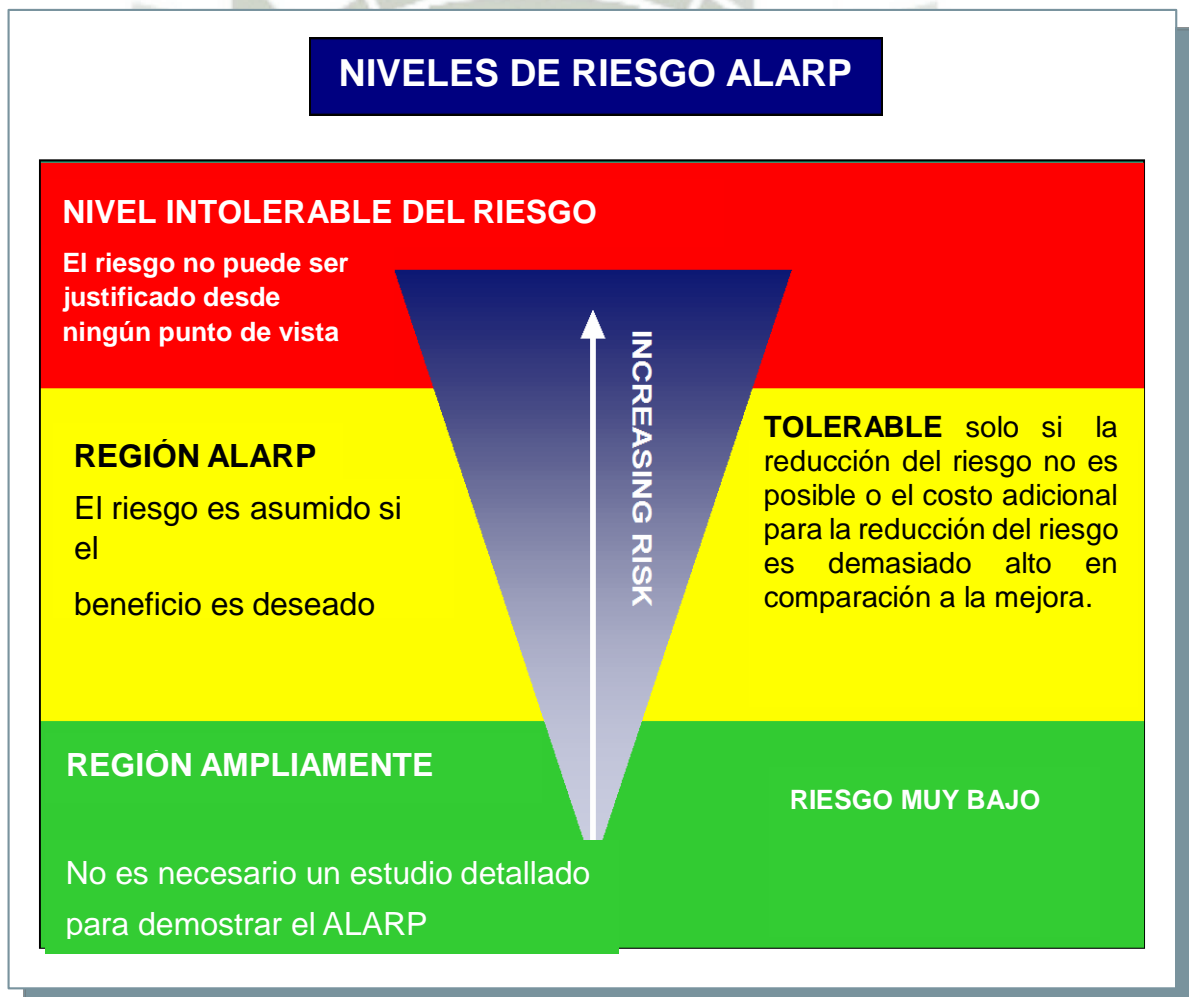 NIVELES DE RIESGO ALARP
NIVEL INTOLERABLE DEL RIESGO
El riesgo no puede ser
justificado desde
ningún punto de vista
INCREASING RISK
REGIÓN ALARP
El riesgo es asumido si
el
beneficio es deseado
TOLERABLE solo si la
reducción del riesgo no es
posible o el costo adicional
para la reducción del riesgo
es demasiado alto en
comparación a la mejora.
REGIÓN AMPLIAMENTE
RIESGO MUY BAJO
No es necesario un estudio detallado
para demostrar el ALARP